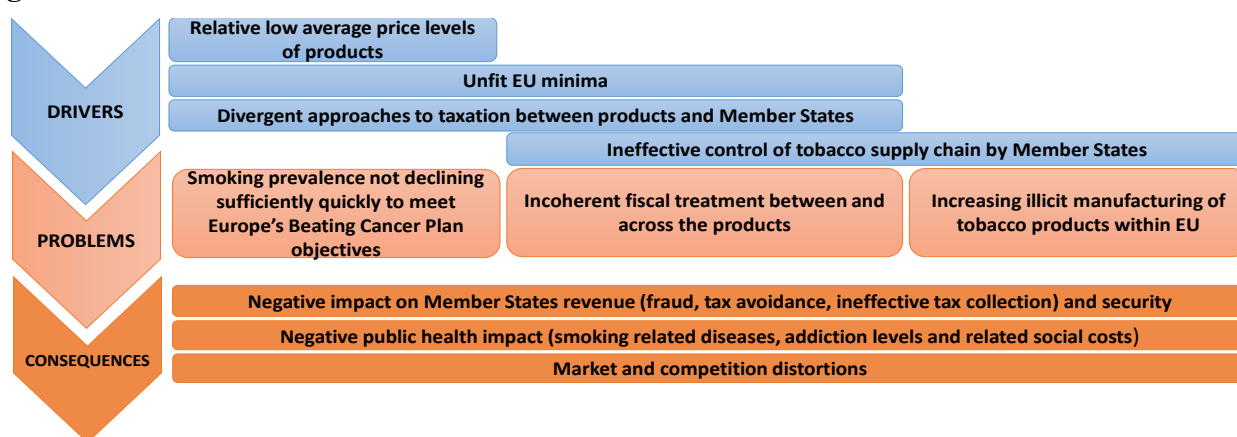 Relative low average price levels
of products
Unfit EU minima
DRIVERS
Divergent approaches to taxation between products and Member States
Ineffective control of tobacco supply chain by Member States
Smoking prevalence not declining
sufficiently quickly to meet
Europe's Beating Cancer Plan
objectives
Incoherent fiscal treatment between and
across the products
Increasing illicit manufacturing of
tobacco products within EU
PROBLEMS
Negative impact on Member States revenue (fraud, tax avoidance, ineffective tax collection) and security
Negative public health impact (smoking related diseases, addiction levels and related social costs)
CONSEQUENCES
Market and competition distortions